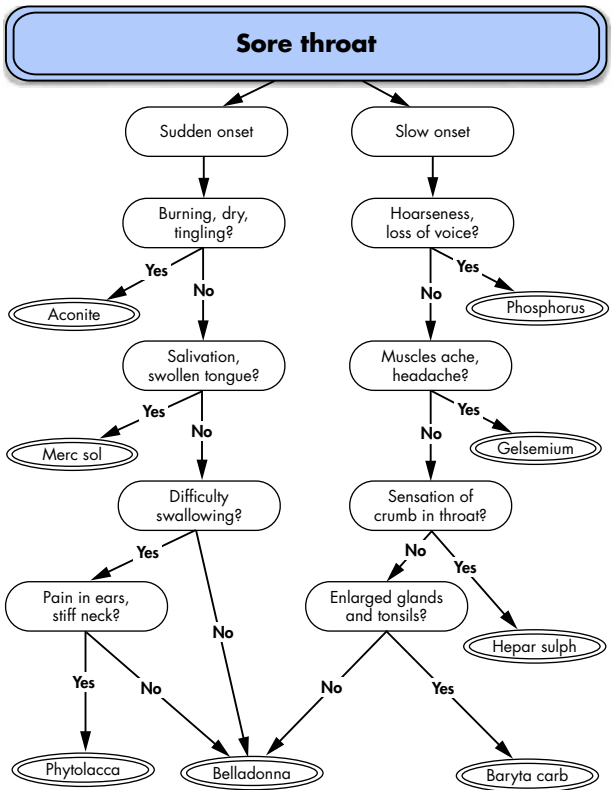 Sore throat
Sudden onset
Slow onset
Burning, dry,
tingling?
Hoarseness,
loss of voice?
Yes
No
Yes
No
Aconite
Phosphorus
Salivation,
swollen tongue?
Muscles ache,
headache?
Yes
No
Yes
No
Merc sol
Gelsemium
Difficulty
swallowing?
Sensation of
crumb in throat?
Yes
No
No
Yes
Pain in ears,
stiff neck?
Enlarged glands
and tonsils?
Hepar sulph
Yes
No
No
Yes
Phytolacca
Belladonna
Baryta carb